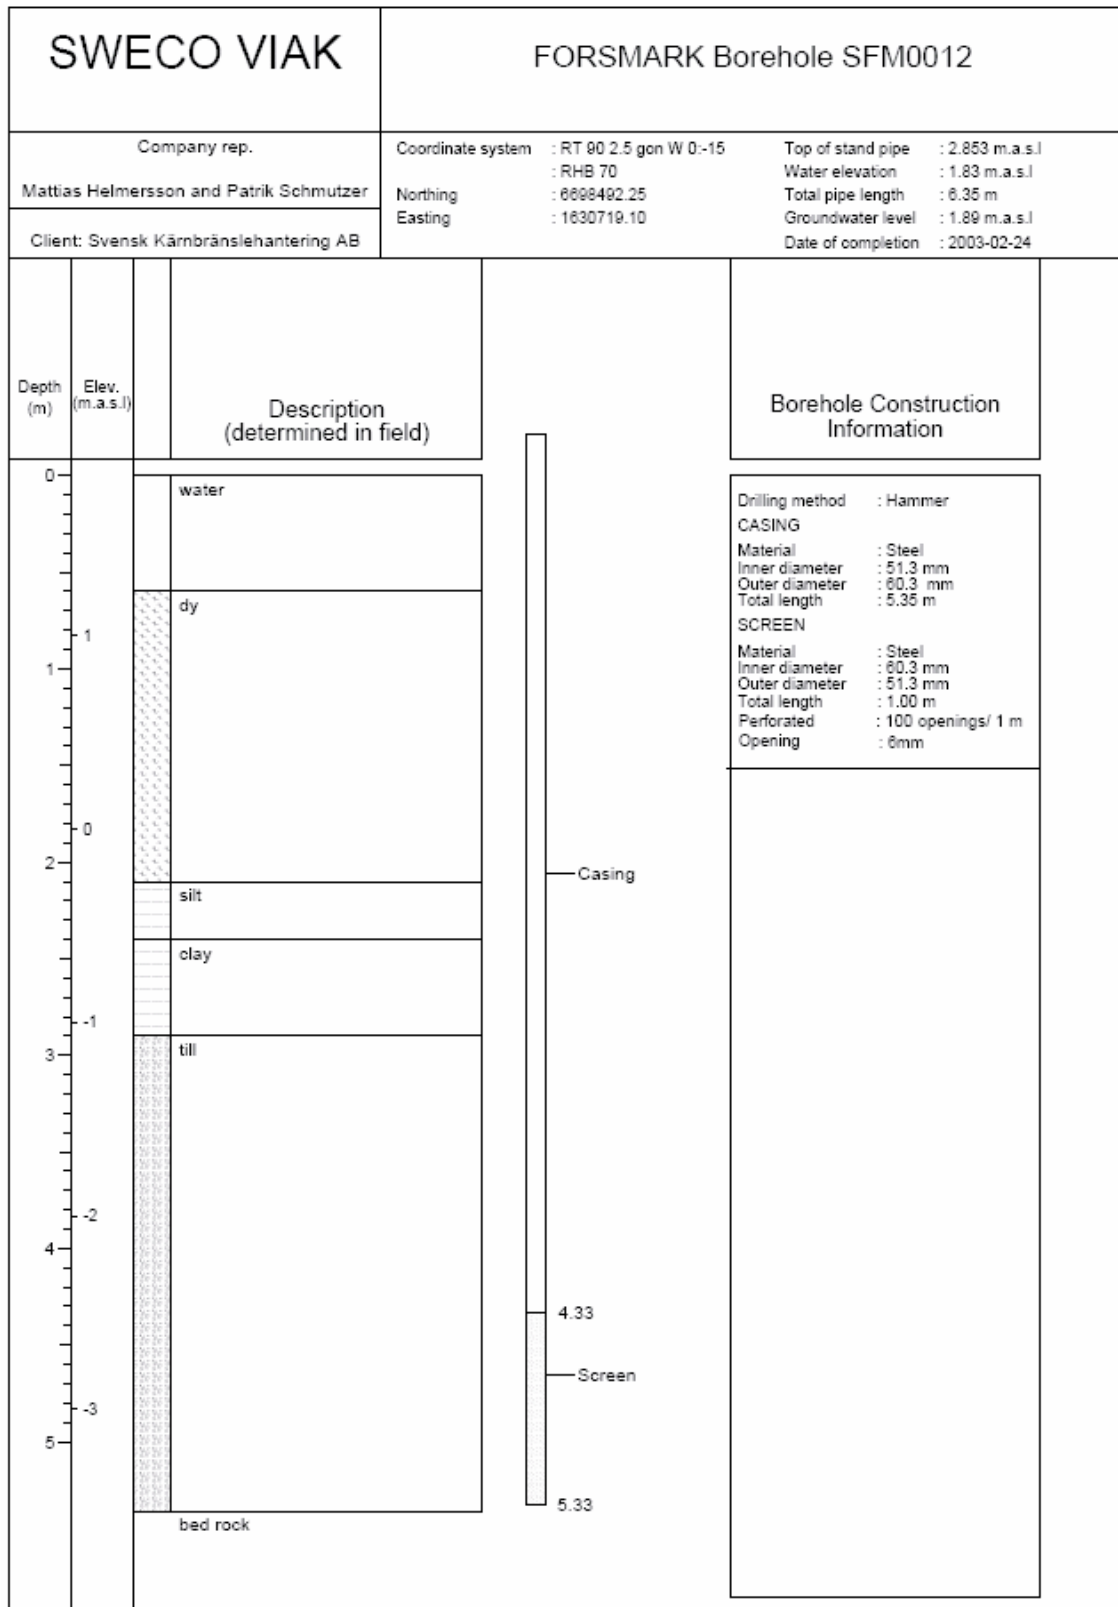 SWECO VIAK
FORSMARK Borehole SFM0012
Company rep.
Mattias Helmersson and Patrik Schmutzer
Client: Svensk Kärnbränslehantering AB
Coordinate system : RT 90 2.5 gon W 0:-15
: RHB 70
Northing : 6698492.25
Easting : 1630719.10
Top of stand pipe : 2.853 m.a.s.l
Water elevation : 1.83 m.a.s.l
Total pipe length : 6.35 m
Groundwater level : 1.89 m.a.s.l
Date of completion : 2003-02-24
Depth
(m)
Elev.
(m.a.s.l)
Description
(determined in field)
Borehole Construction
Information
0
water
dy
1
1
0
2
silt
clay
-1
3
till
-2
4
-3
5
bed rock
Casing
4.33
Screen
5.33
Drilling method : Hammer
CASING
Material : Steel
Inner diameter : 51.3 mm
Outer diameter : 60.3 mm
Total length : 5.35 m
SCREEN
Material : Steel
Inner diameter : 60.3 mm
Outer diameter : 51.3 mm
Total length : 1.00 m
Perforated : 100 openings/ 1 m
Opening : 6mm